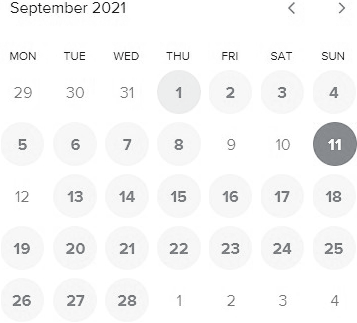 September 2021
MON TUE WED THU FRI SAT SUN
29 30 31 1 2 3 4
5 6 7 8 9 10 11
12 13 14 15 16 17 18
19 20 21 22 23 24 25
26 27 28 1 2 3 4